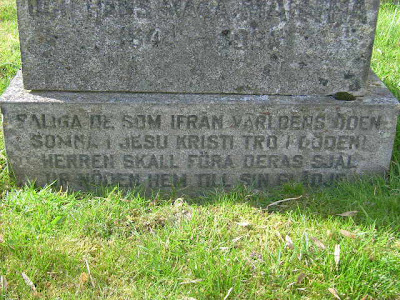 SALIGA DE SOM IFRÅN VÄRLDENS ÖDEN
SOMNA I JESU KRISTI TRO I DÖDEN!
HERREN SKALL FÖRA DERAS SJÄL
UR NÖDEN HEM TILL SIN GLÄDJE